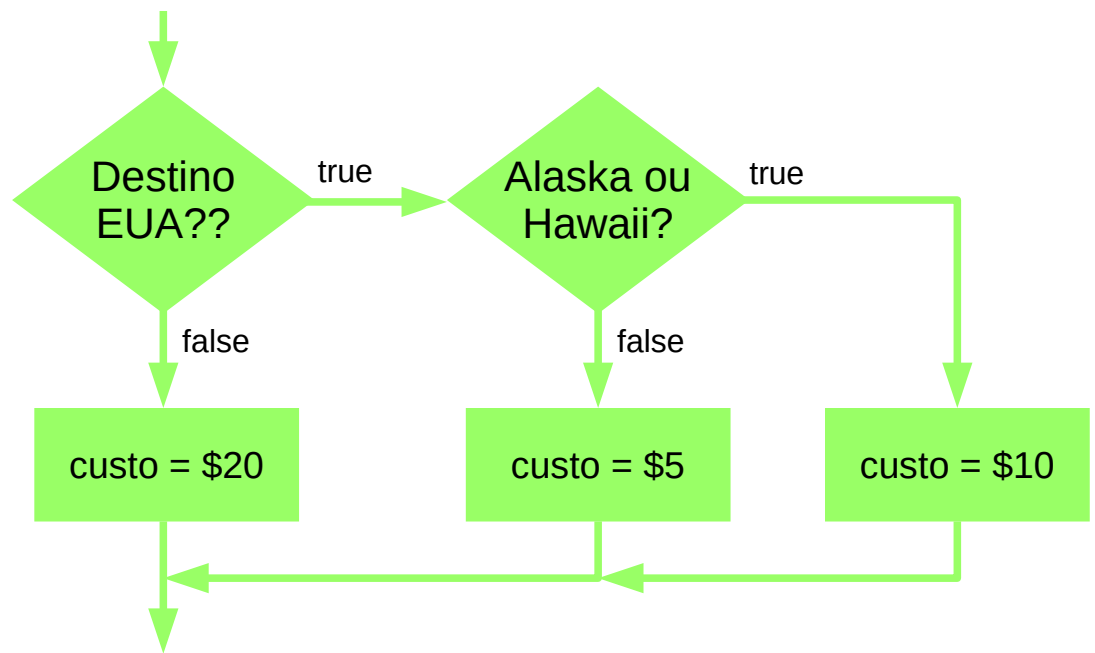 Destino
EUA??
true
Alaska ou
Hawaii?
true
false
false
custo = $20
custo = $5
custo = $10